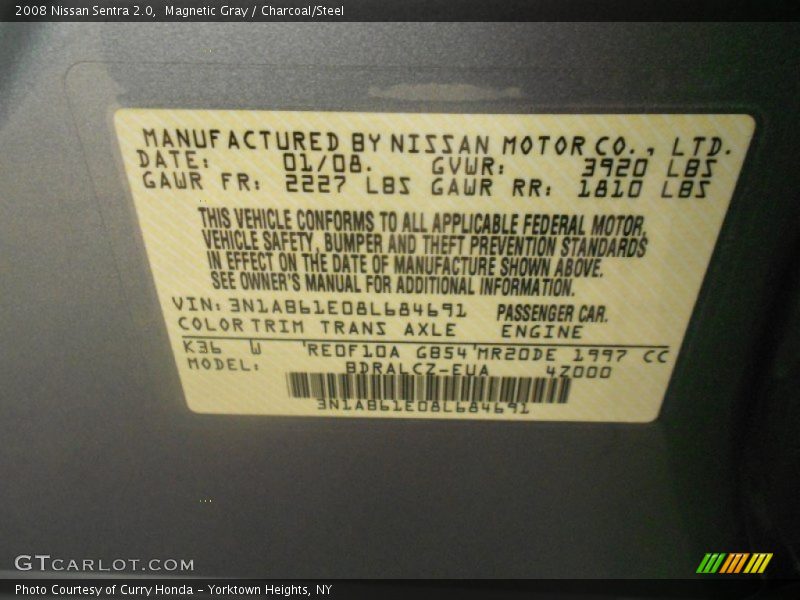 2008 Nissan Sentra 2.0,  Magnetic Gray / Charcoal/Steel
MANUFACTURED BY NISSAN MOTOR CO., LTD.
DATE: 01/08. GVWR: 3920 LBS
GAWR FR: 2227 LBS GAWR RR: 1810 LBS
THIS VEHICLE CONFORMS TO ALL APPLICABLE FEDERAL MOTOR
VEHICLE SAFETY, BUMPER AND THEFT PREVENTION STANDARDS
IN EFFECT ON THE DATE OF MANUFACTURE SHOWN ABOVE.
SEE OWNER'S MANUAL FOR ADDITIONAL INFORMATION.
VIN: 3N1AB61E08L684691 PASSENGER CAR.
COLOR TRIM TRANS AXLE ENGINE
K36 W 'RE0F10A GB54'MR20DE 1997 CC
MODEL: BDRALCZ-EUA 4Z000
3N1AB61E08L684691
GTCARLOT.COM
Photo Courtesy of Curry Honda - Yorktown Heights, NY